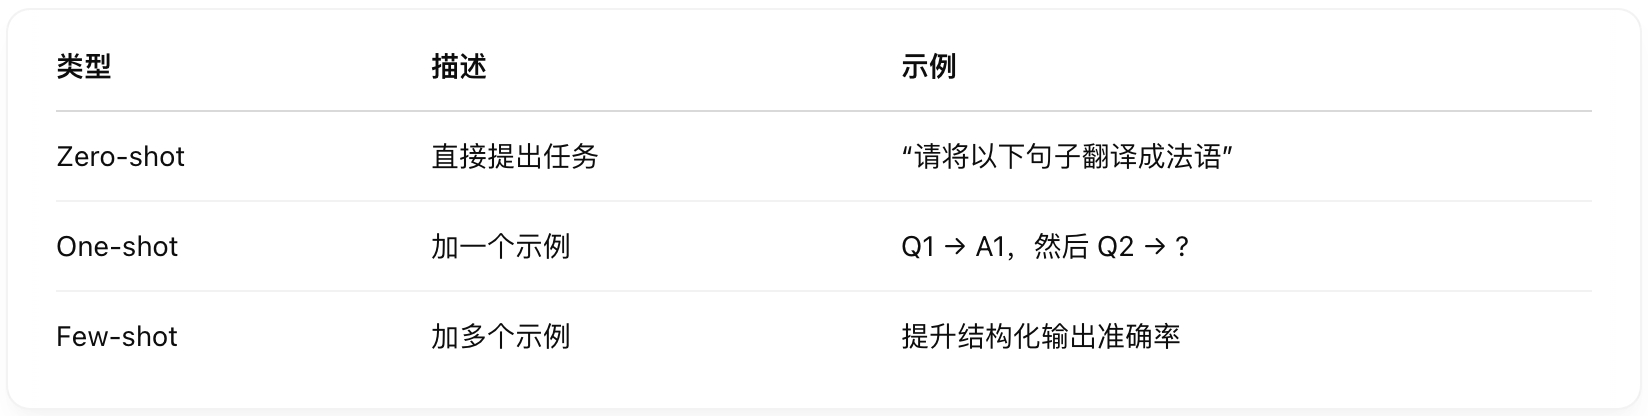 类型 描述 示例
Zero-shot 直接提出任务 “请将以下句子翻译成法语”
One-shot 加一个示例 Q1 → A1，然后 Q2 → ?
Few-shot 加多个示例 提升结构化输出准确率